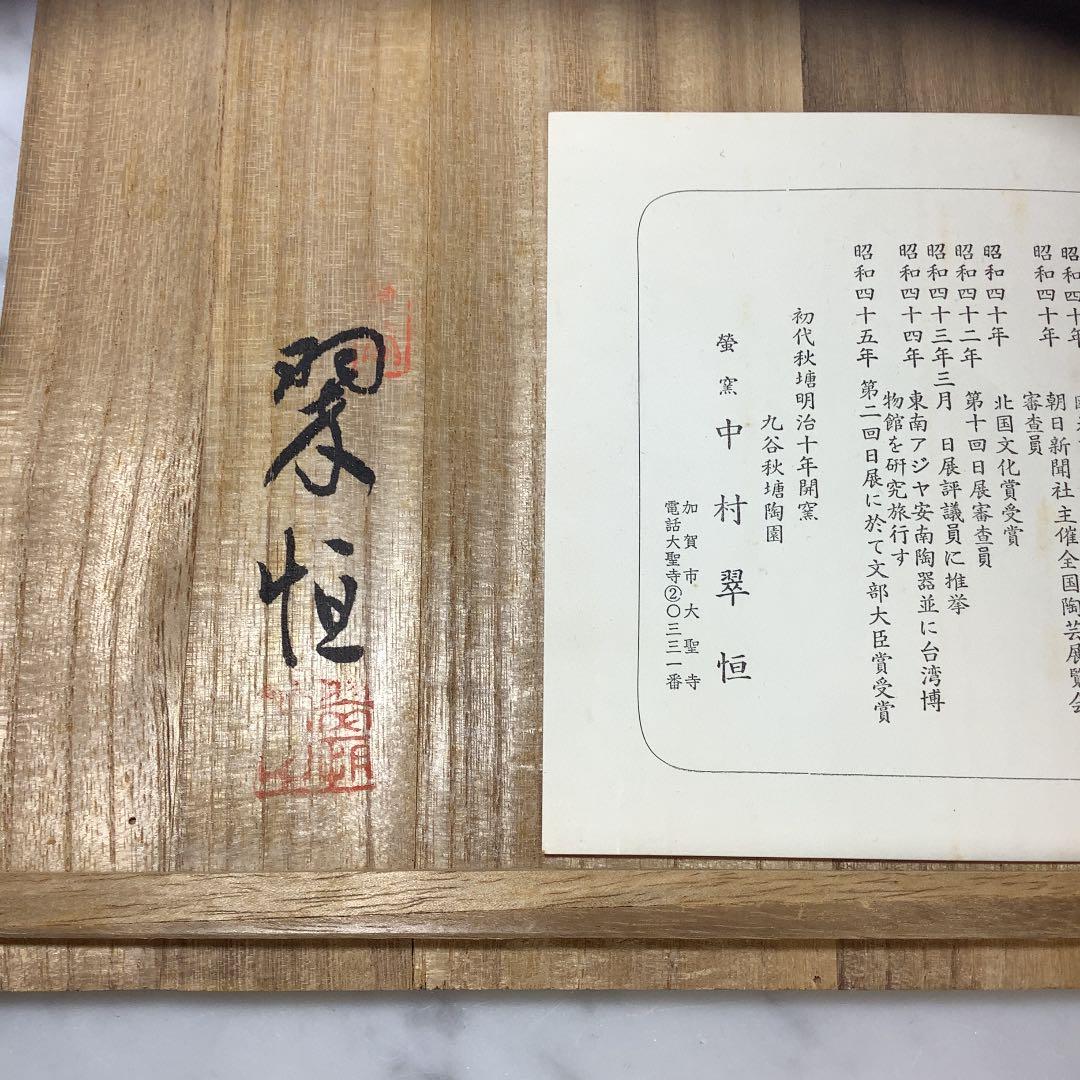 昭和四十年
昭和四十年 朝日新聞社主催全国陶芸展覧会
審査員
昭和四十年 北国文化賞受賞
昭和四十二年 第十回日展審査員
昭和四十三年三月 日展評議員に推挙
昭和四十四年 東南アジヤ安南陶器並に台湾博
物館を研究旅行す
昭和四十五年 第二回日展に於て文部大臣賞受賞
初代秋塘明治十年開窯
九谷秋塘陶園
螢窯 中村翠恒
加賀市大聖寺
電話大聖寺②〇三三一番
翠恒